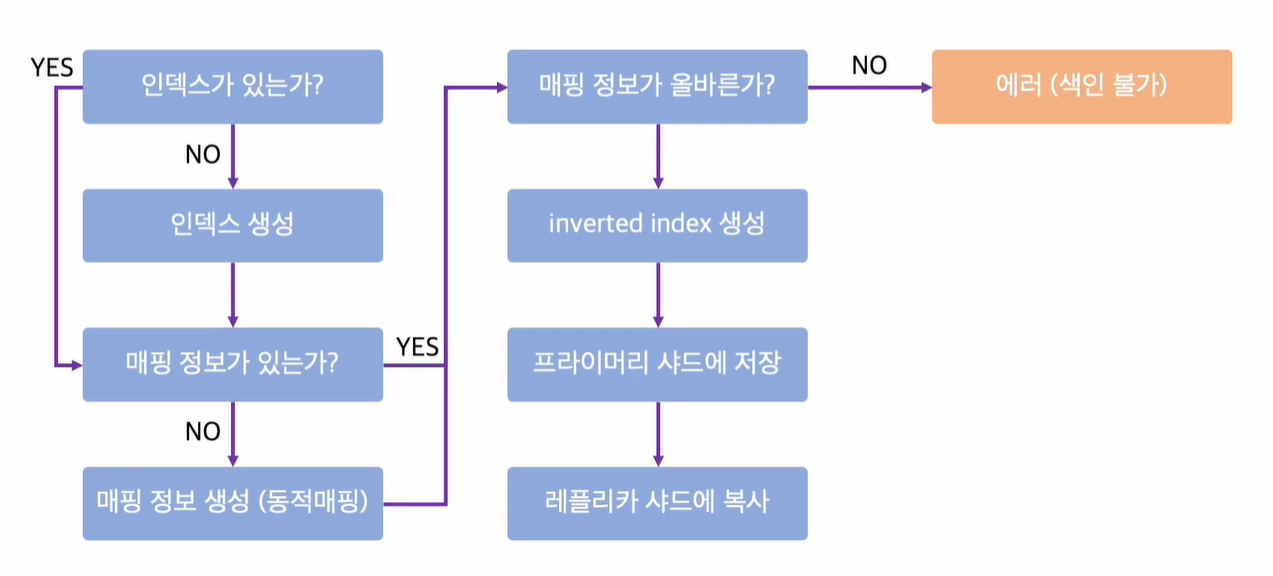 YES
인덱스가 있는가?
NO
인덱스 생성
매핑 정보가 있는가?
YES
NO
매핑 정보 생성 (동적매핑)
매핑 정보가 올바른가?
NO
에러 (색인 불가)
inverted index 생성
프라이머리 샤드에 저장
레플리카 샤드에 복사